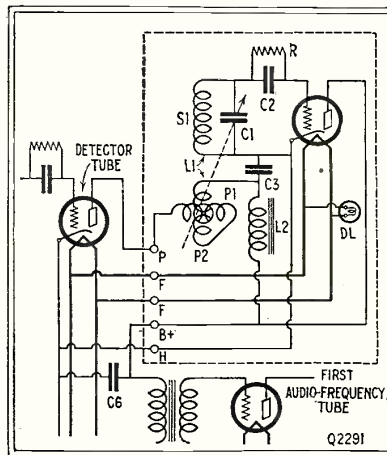 R
C2
S1
C1
L1
C3
DETECTOR
TUBE
P1
L2
P2
DL
P
F
F
B+
H
C6
FIRST
AUDIO-FREQUENCY
TUBE
Q2291